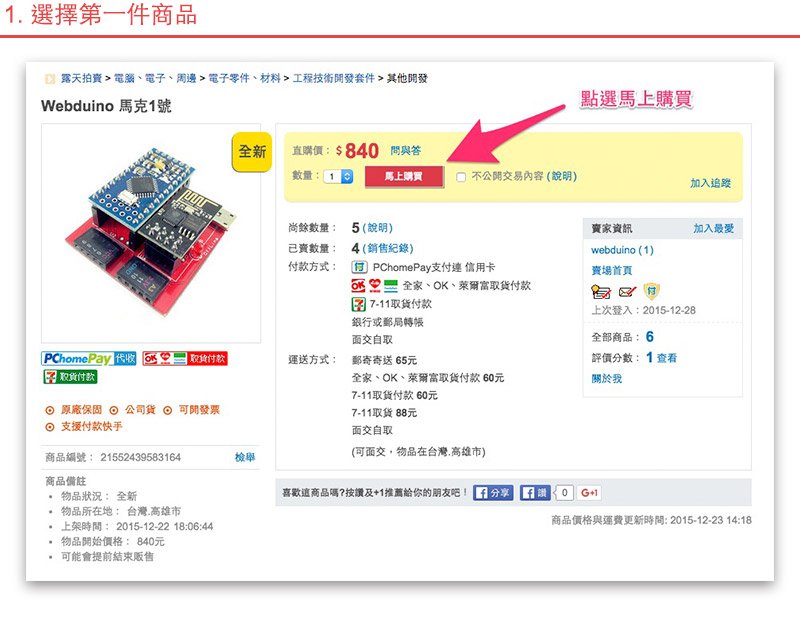 1. 選擇第一件商品
露天拍賣 > 電腦、電子、周邊 > 電子零件、材料 > 工程技術開發套件 > 其他開發
Webduino 馬克1號
點選馬上購買
全新
直購價：$840 問與答
數量：1 馬上購買 不公開交易內容 (說明)
加入追蹤
尚餘數量：5 (說明)
已賣數量：4 (銷售紀錄)
付款方式：付 PChomePay支付連 信用卡
OK 全家、OK、萊爾富取貨付款
7-11取貨付款
銀行或郵局轉帳
面交自取
運送方式：郵寄寄送 65元
全家、OK、萊爾富取貨付款 60元
7-11取貨付款 60元
7-11取貨 88元
面交自取
(可面交，物品在台灣.高雄市)
賣家資訊 加入最愛
webduino (1)
賣場首頁
付
上次登入：2015-12-28
全部商品：6
評價分數：1 查看
關於我
PChomePay 代收 OK 取貨付款
7 取貨付款
原廠保固 公司貨 可開發票
支援付款快手
商品編號：21552439583164 檢舉
商品備註
物品狀況： 全新
物品所在地： 台灣.高雄市
上架時間： 2015-12-22 18:06:44
物品開始價格： 840元
可能會提前結束販售
喜歡這商品嗎?按讚及+1推薦給你的朋友吧！ f 分享 f 讚 0 G+1
商品價格與運費更新時間: 2015-12-23 14:18